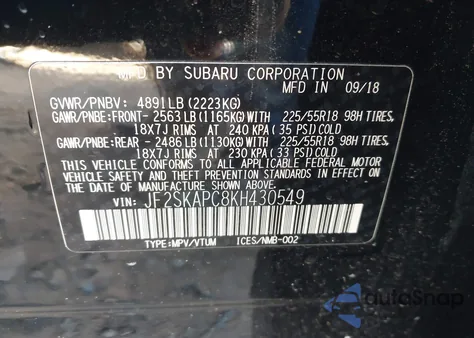 MFD BY SUBARU CORPORATION
MFD IN 09/18
GVWR/PNBV: 4891LB (2223KG)
GAWR/PNBE: FRONT- 2563LB (1165KG)WITH 225/55R18 98H TIRES,
18X7J RIMS AT 240 KPA (35 PSI)COLD
GAWR/PNBE: REAR - 2486LB (1130KG)WITH 225/55R18 98H TIRES,
18X7J RIMS AT 230 KPA (33 PSI)COLD
THIS VEHICLE CONFORMS TO ALL APPLICABLE FEDERAL MOTOR
VEHICLE SAFETY AND THEFT PREVENTION STANDARDS IN EFFECT
ON THE DATE OF MANUFACTURE SHOWN ABOVE.
VIN: JF2SKAPC8KH430549
TYPE:MPV/VTUM ICES/NMB-002
autoSnap